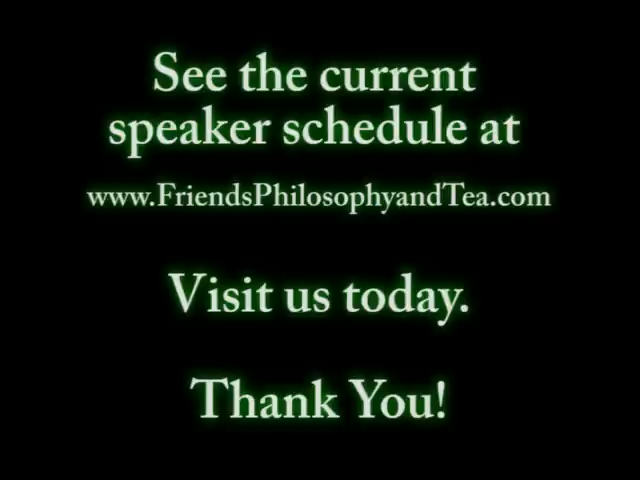 See the current
speaker schedule at
www.FriendsPhilosophyandTea.com
Visit us today.
Thank You!